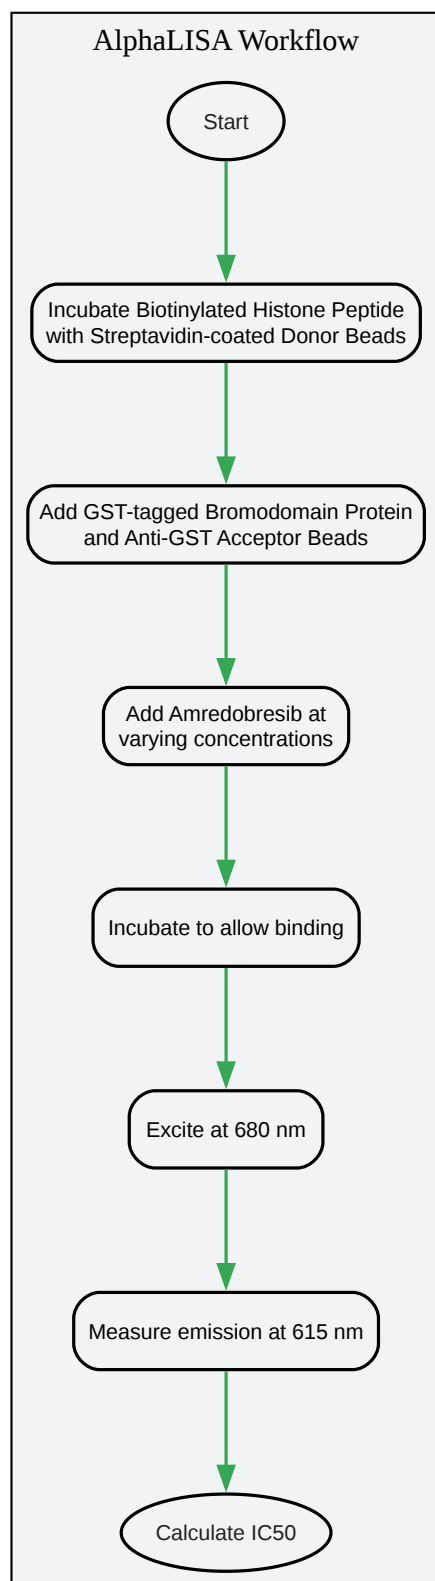 AlphaLISA Workflow
Start
Incubate Biotinylated Histone Peptide
with Streptavidin-coated Donor Beads
Add GST-tagged Bromodomain Protein
and Anti-GST Acceptor Beads
Add Amredobresib at
varying concentrations
Incubate to allow binding
Excite at 680 nm
Measure emission at 615 nm
Calculate IC50